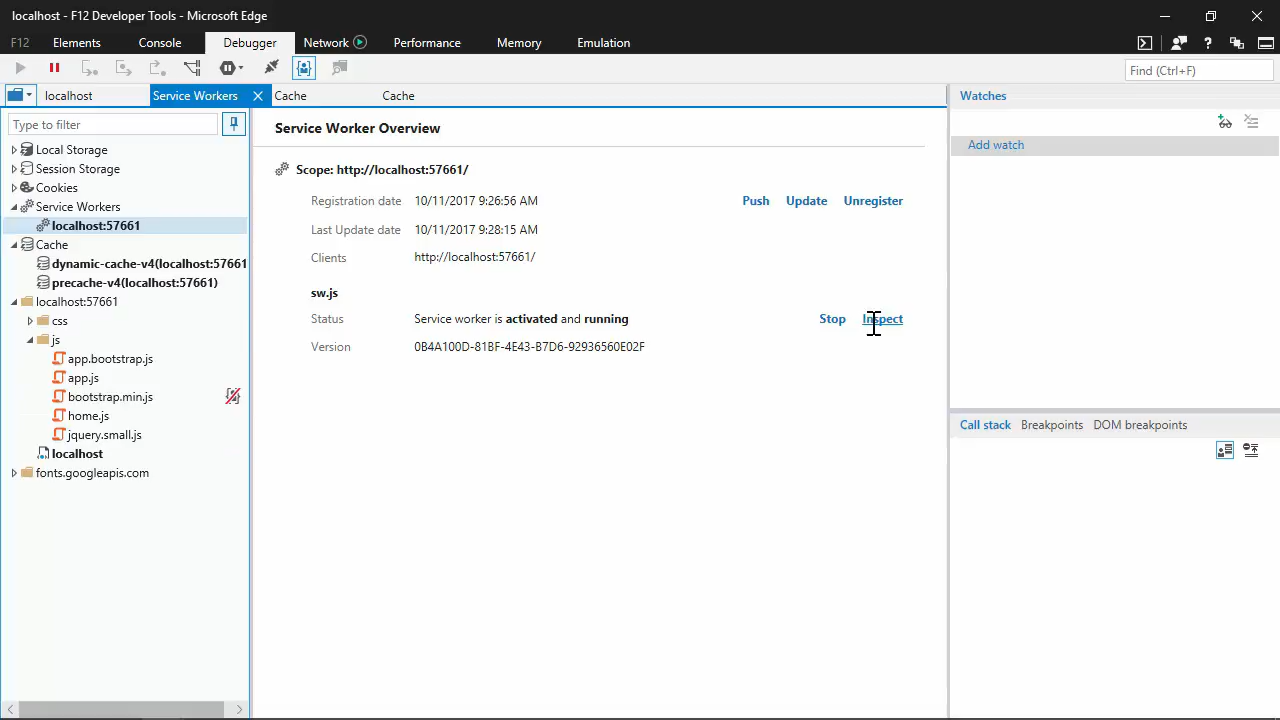 localhost - F12 Developer Tools - Microsoft Edge
F12 Elements Console Debugger Network Performance Memory Emulation
?
Find (Ctrl+F)
localhost Service Workers Cache Cache
Type to filter
Local Storage
Session Storage
Cookies
Service Workers
localhost:57661
Cache
dynamic-cache-v4(localhost:57661
precache-v4(localhost:57661)
localhost:57661
css
js
app.bootstrap.js
app.js
bootstrap.min.js
home.js
jquery.small.js
localhost
fonts.googleapis.com
Service Worker Overview
Scope: http://localhost:57661/
Registration date 10/11/2017 9:26:56 AM Push Update Unregister
Last Update date 10/11/2017 9:28:15 AM
Clients http://localhost:57661/
sw.js
Status Service worker is activated and running Stop Inspect
Version 0B4A100D-81BF-4E43-B7D6-92936560E02F
Watches
Add watch
Call stack Breakpoints DOM breakpoints